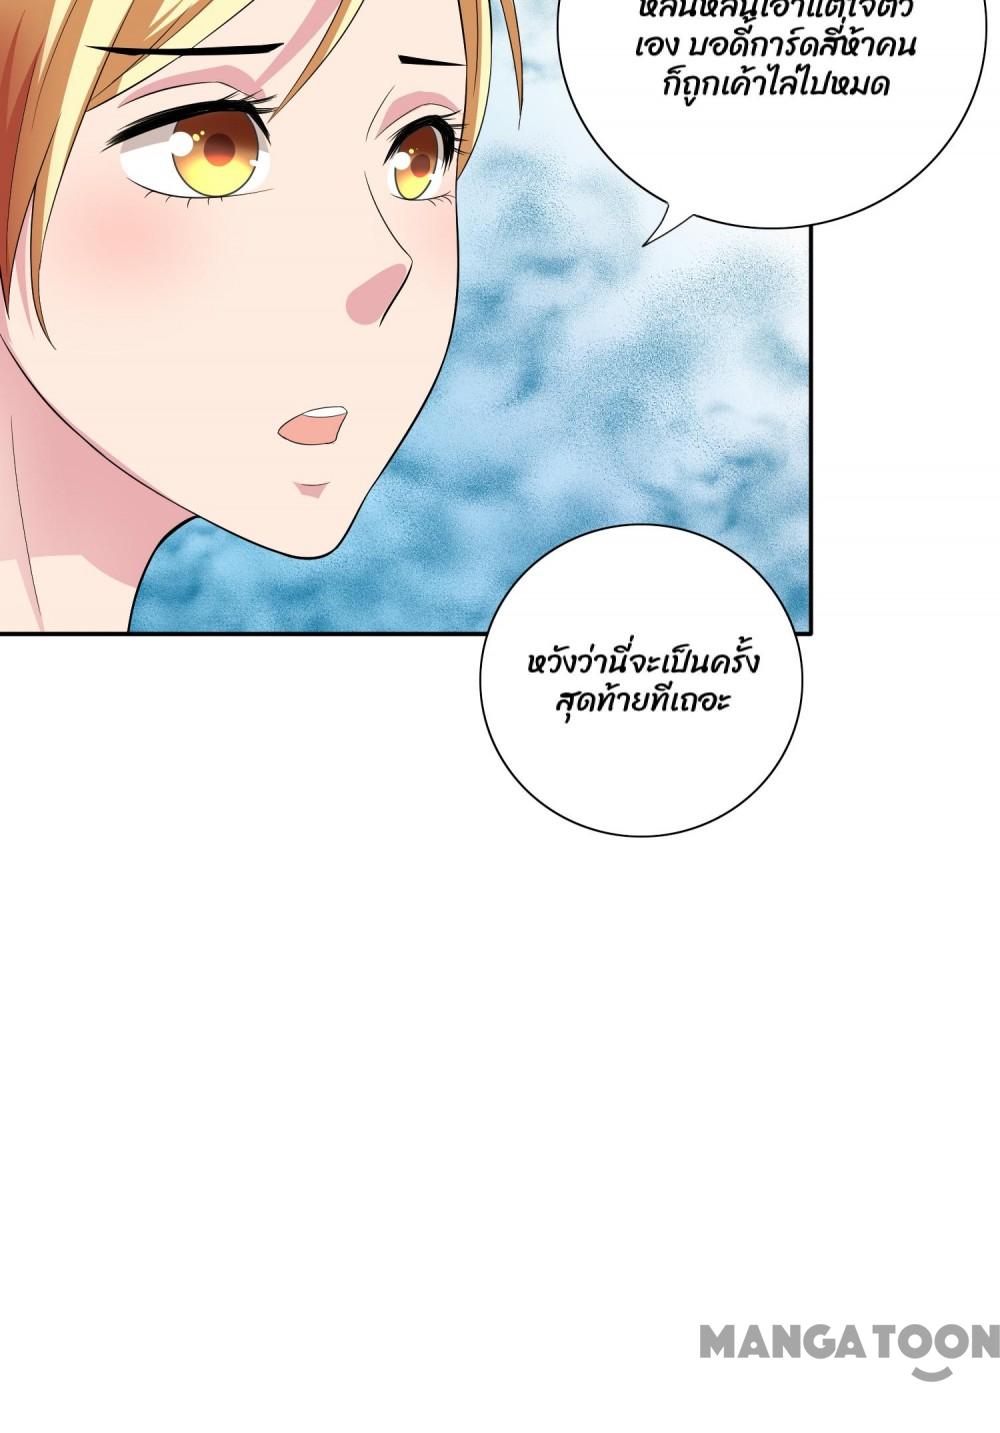 หลินหลินเอาแต่ใจตัว
เอง บอดี้การ์ดสี่ห้าคน
ก็ถูกเค้าไล่ไปหมด
หวังว่านี่จะเป็นครั้ง
สุดท้ายทีเถอะ
MANGATOON